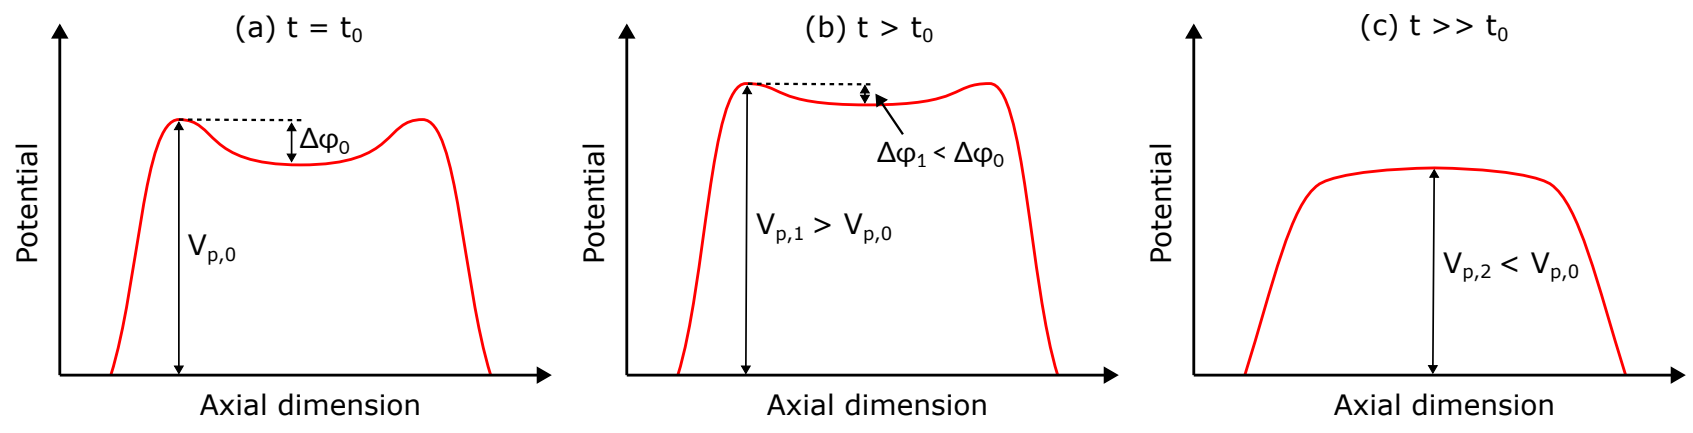 (a) t = t₀
Potential
Δφ₀
Vₚ,₀
Axial dimension
(b) t > t₀
Potential
Δφ₁ < Δφ₀
Vₚ,₁ > Vₚ,₀
Axial dimension
(c) t >> t₀
Potential
Vₚ,₂ < Vₚ,₀
Axial dimension